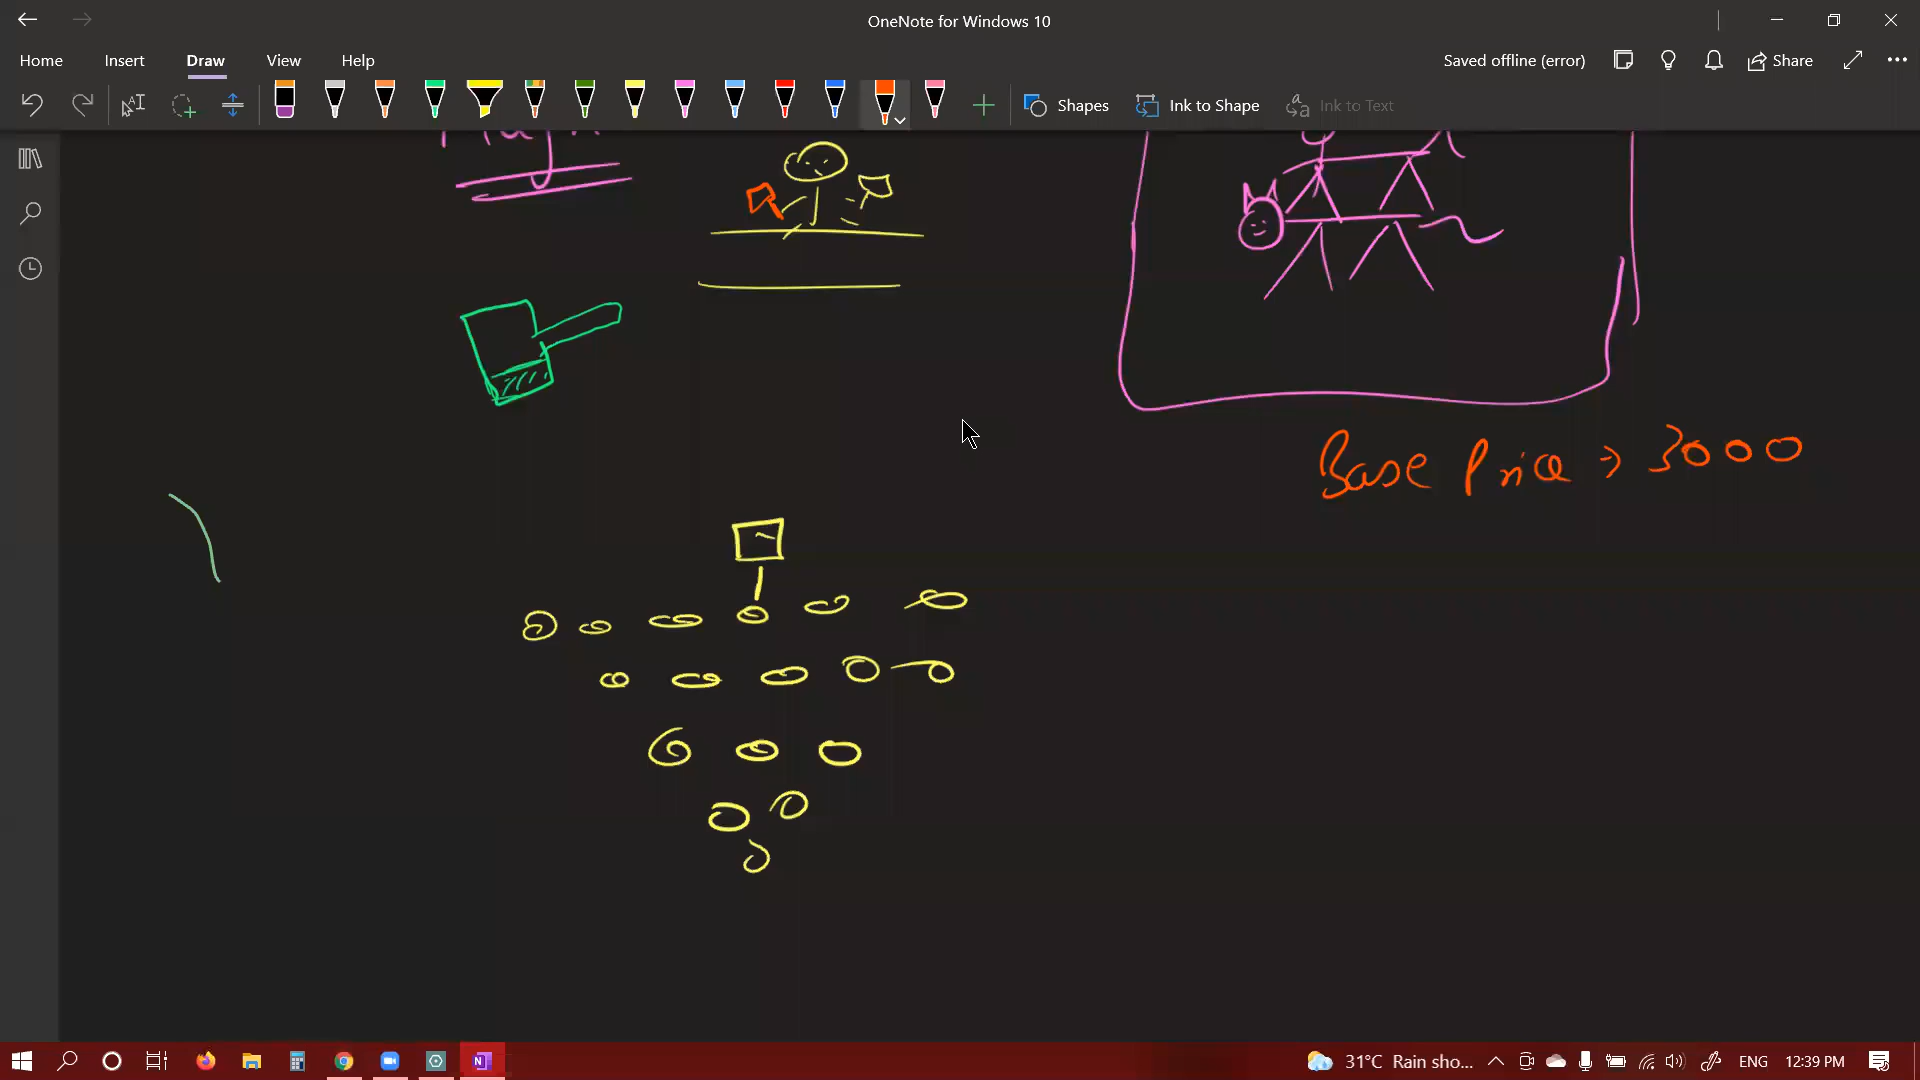 OneNote for Windows 10
Home Insert Draw View Help
Saved offline (error) Share
Shapes Ink to Shape Ink to Text
Base Price → 3000
31°C Rain sho... ENG 12:39 PM